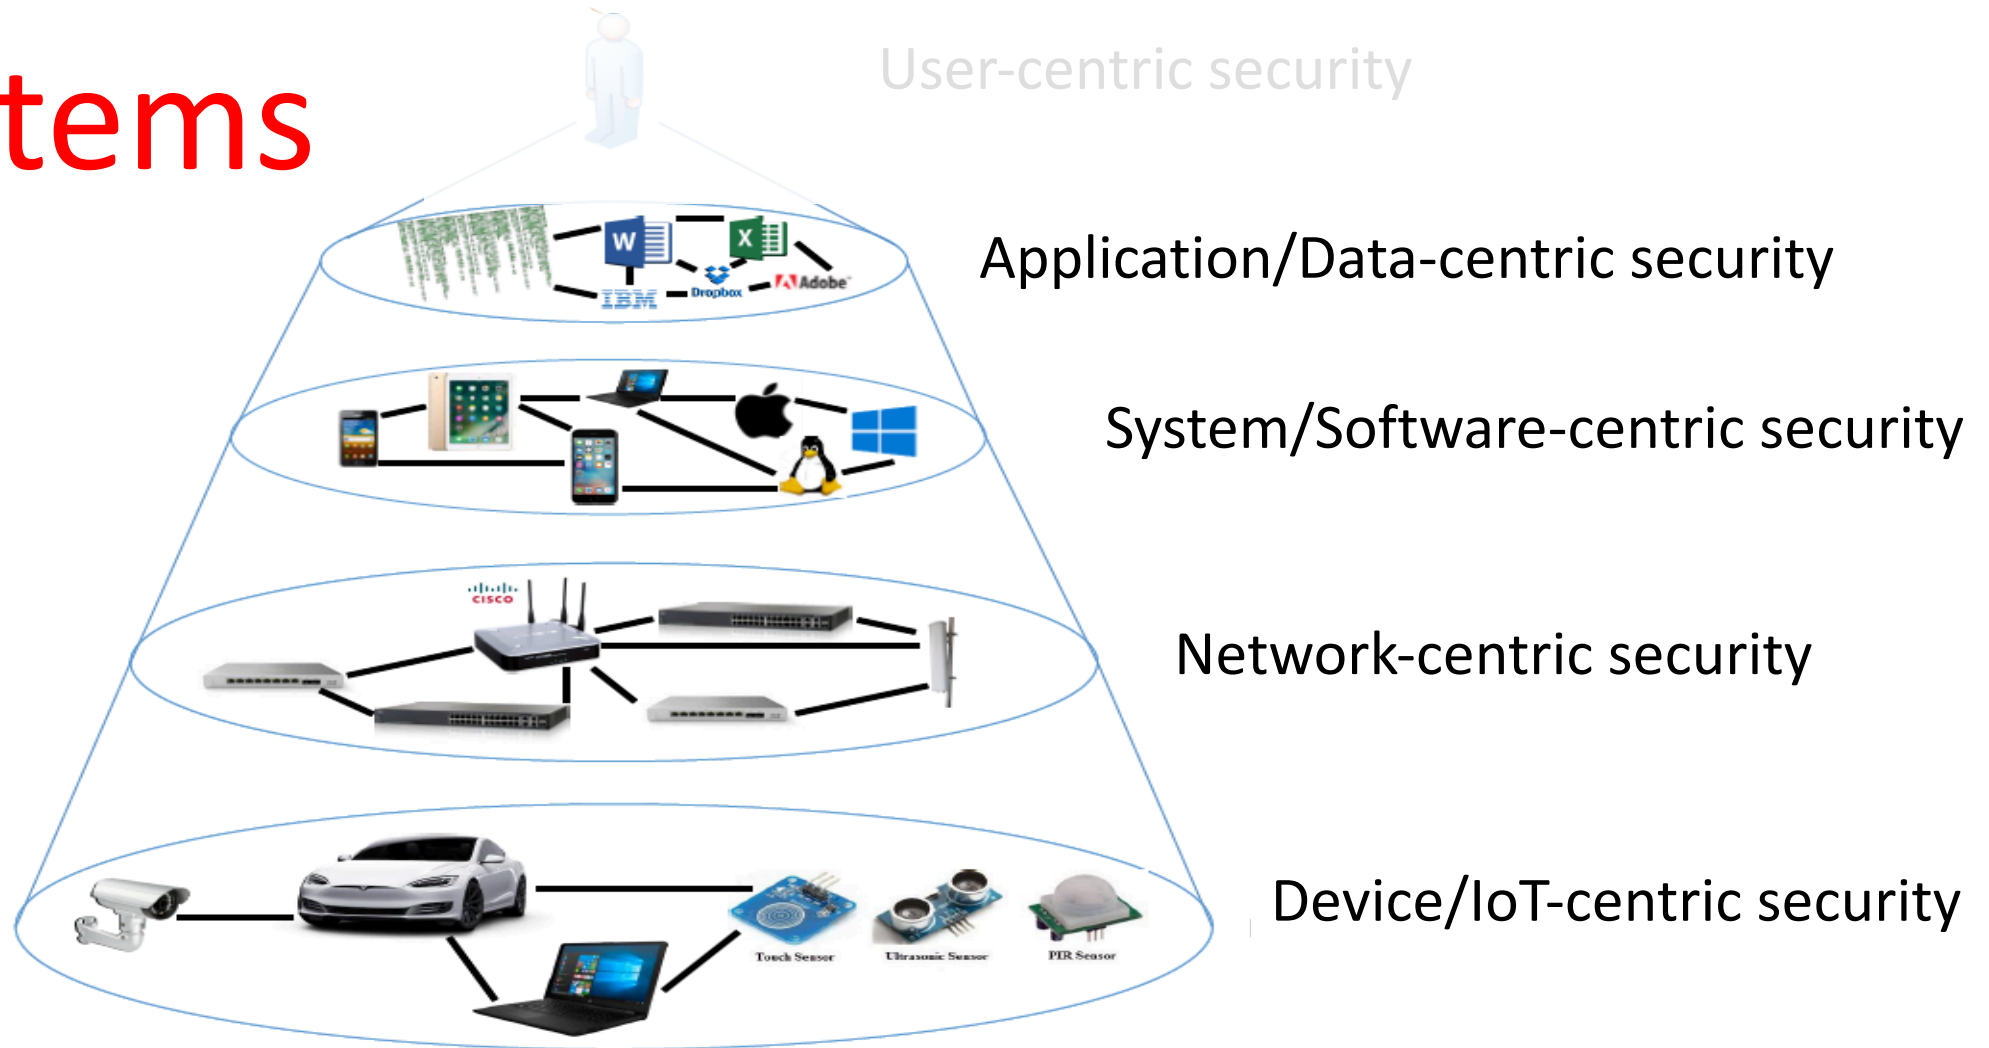 User-centric security
tems
W
X
Application/Data-centric security
IBM
Dropbox
Adobe™
System/Software-centric security
CISCO
Network-centric security
Device/IoT-centric security
Touch Sensor
Ultrasonic Sensor
PIR Sensor